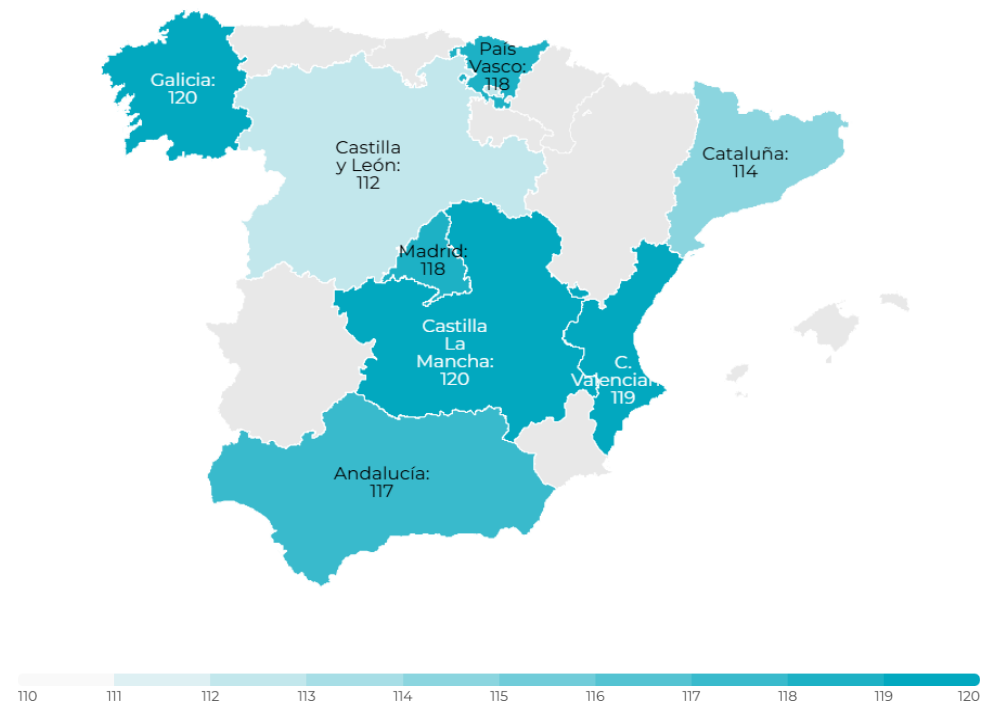 País
Vasco:
118
Galicia:
120
Castilla
y León:
112
Cataluña:
114
Madrid:
118
Castilla
La
Mancha:
120
C.
Valencian
119
Andalucía:
117
110 111 112 113 114 115 116 117 118 119 120